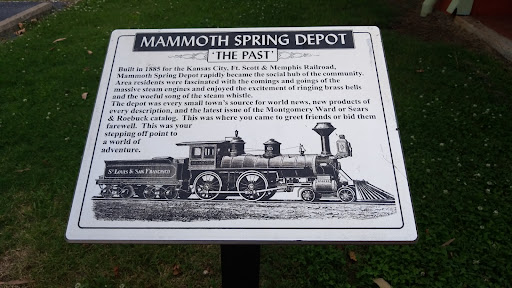 MAMMOTH SPRING DEPOT
'THE PAST'
Built in 1885 for the Kansas City, Ft. Scott & Memphis Railroad,
Mammoth Spring Depot rapidly became the social hub of the community.
Area residents were fascinated with the comings and goings of the
massive steam engines and enjoyed the excitement of ringing brass bells
and the woeful song of the steam whistle.
The depot was every small town's source for world news, new products of
every description, and the latest issue of the Montgomery Ward or Sears
& Roebuck catalog. This was where you came to greet friends or bid them
farewell. This was your
stepping off point to
a world of
adventure.
ST LOUIS & SAN FRANCISCO